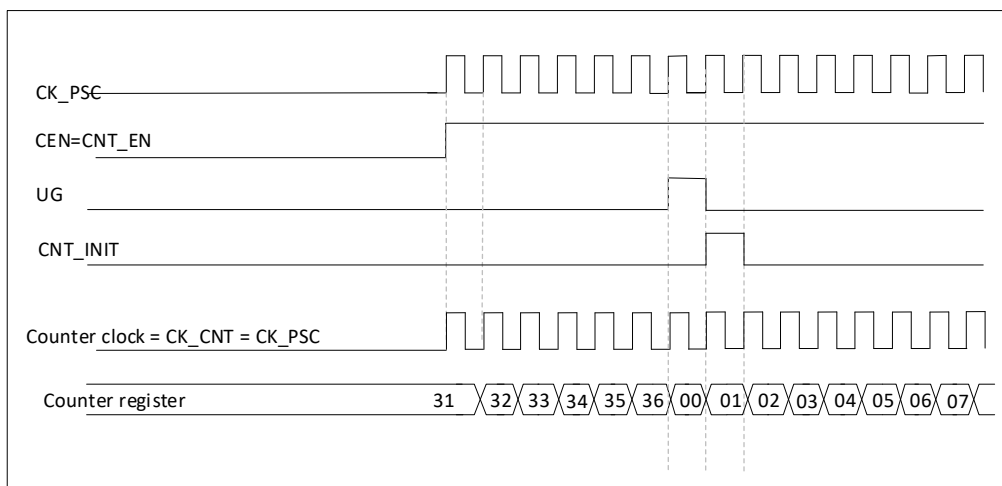 CK_PSC
CEN=CNT_EN
UG
CNT_INIT
Counter clock = CK_CNT = CK_PSC
Counter register 31 32 33 34 35 36 00 01 02 03 04 05 06 07